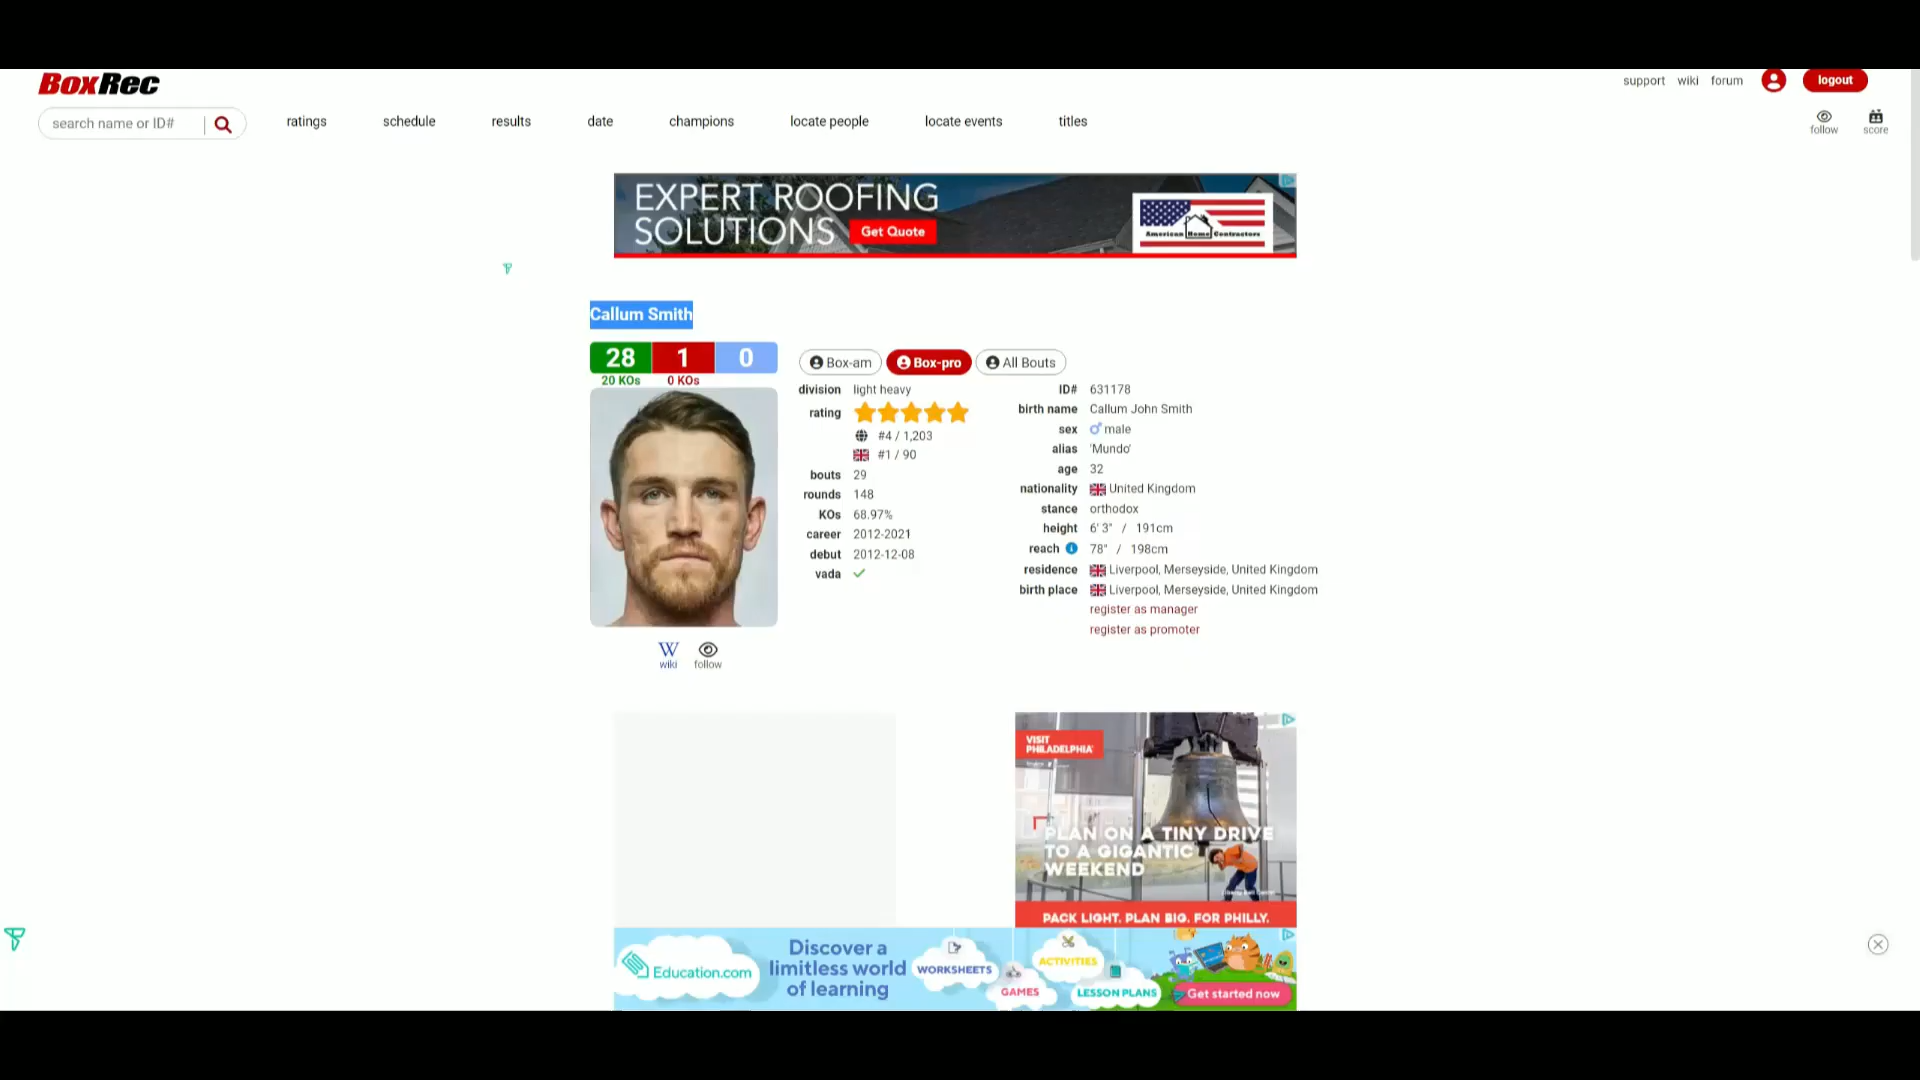 BoxRec
support wiki forum logout
search name or ID#
ratings schedule results date champions locate people locate events titles
follow score
EXPERT ROOFING
SOLUTIONS
Get Quote
American Home Contractors
Callum Smith
28 1 0
20 KOs 0 KOs
Box-am Box-pro All Bouts
division light heavy
rating
#4 / 1,203
#1 / 90
bouts 29
rounds 148
KOs 68.97%
career 2012-2021
debut 2012-12-08
vada
ID# 631178
birth name Callum John Smith
sex male
alias 'Mundo'
age 32
nationality United Kingdom
stance orthodox
height 6' 3" / 191cm
reach 78" / 198cm
residence Liverpool, Merseyside, United Kingdom
birth place Liverpool, Merseyside, United Kingdom
register as manager
register as promoter
W
wiki follow
VISIT
PHILADELPHIA
PLAN ON A TINY DRIVE
TO A GIGANTIC
WEEKEND
PACK LIGHT. PLAN BIG. FOR PHILLY.
Education.com
Discover a
limitless world
of learning
WORKSHEETS
GAMES
ACTIVITIES
LESSON PLANS
Get started now